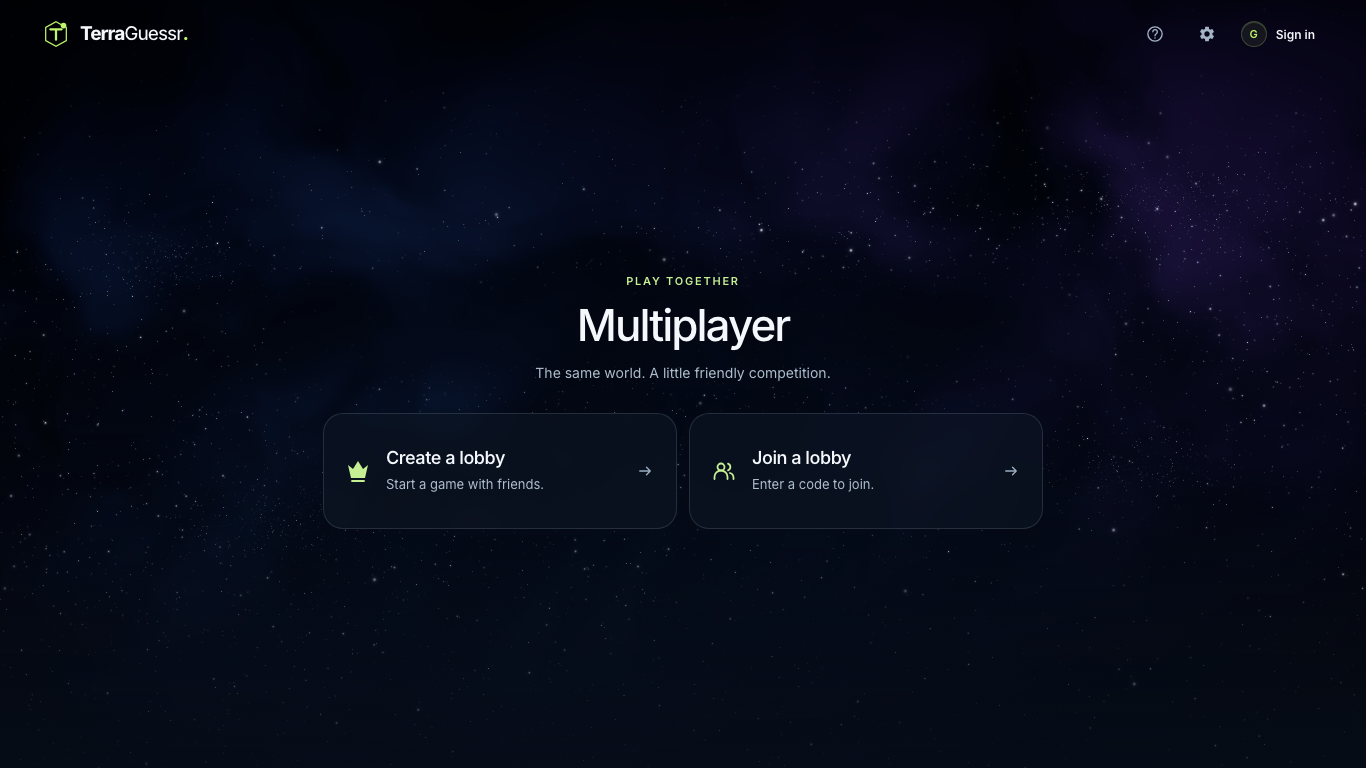 TerraGuessr.
G
Sign in
PLAY TOGETHER
Multiplayer
The same world. A little friendly competition.
Create a lobby
Start a game with friends.
Join a lobby
Enter a code to join.